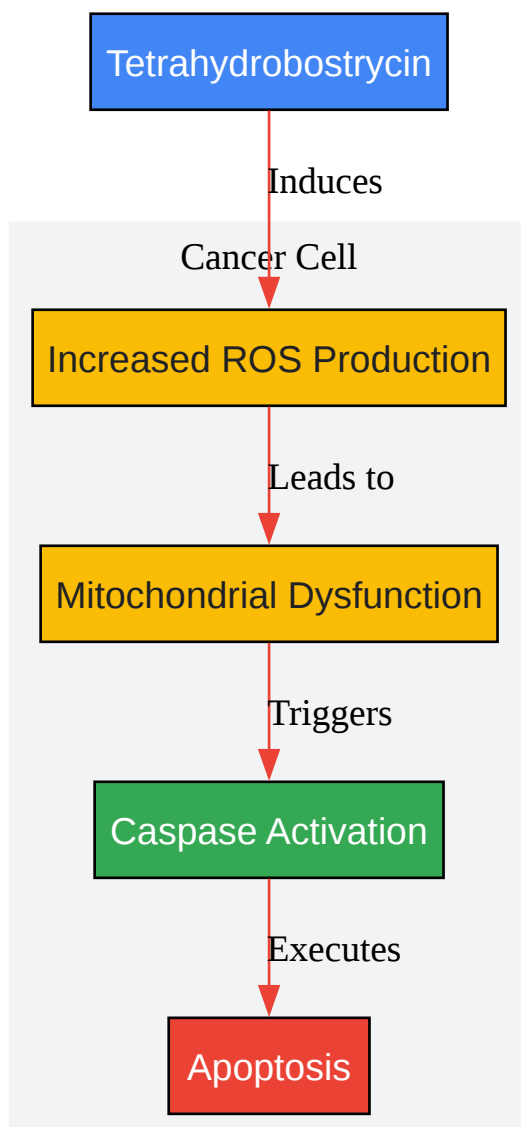 Tetrahydrobostrycin
Induces
Cancer Cell
Increased ROS Production
Leads to
Mitochondrial Dysfunction
Triggers
Caspase Activation
Executes
Apoptosis